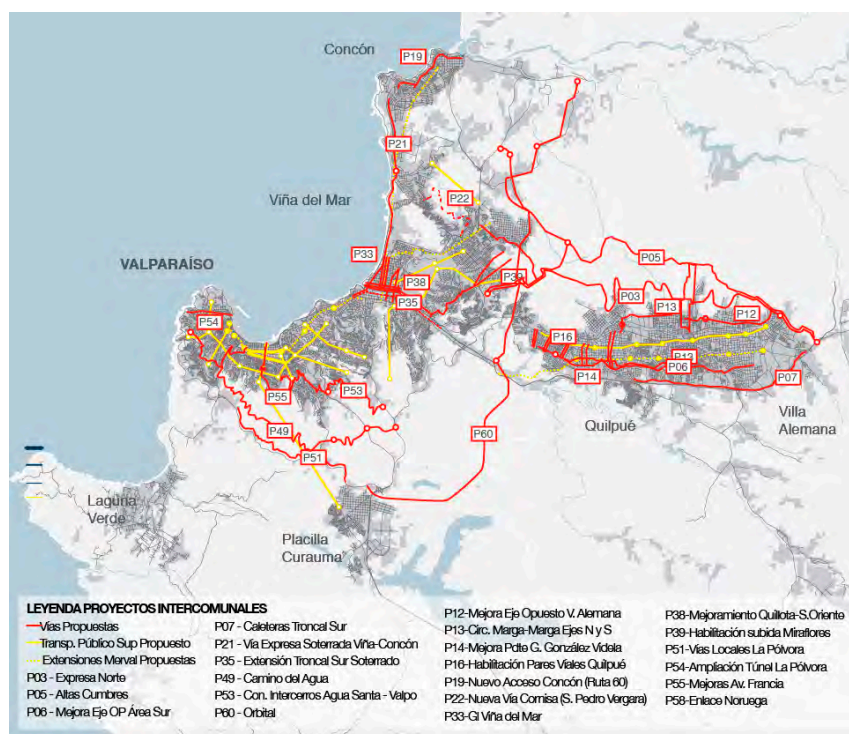 Concón
P19
P21
Viña del Mar
P22
VALPARAÍSO
P33
P05
P38
P39
P03
P35
P13
P12
P54
P16
P13
P06
P14
P07
P55
P53
Quilpué
Villa
Alemana
P49
P60
P51
Laguna
Verde
Placilla
Curauma
LEYENDA PROYECTOS INTERCOMUNALES
Vías Propuestas
Transp. Público Sup Propuesto
Extensiones Merval Propuestas
P03 - Expresa Norte
P05 - Altas Cumbres
P06 - Mejora Eje OP Área Sur
P07 - Caleteras Troncal Sur
P21 - Vía Expresa Soterrada Viña-Concón
P35 - Extensión Troncal Sur Soterrado
P49 - Camino del Agua
P53 - Con. Intercerros Agua Santa - Valpo
P60 - Orbital
P12-Mejora Eje Opuesto V. Alemana
P13-Circ. Marga-Marga Ejes N y S
P14-Mejora Pdte G. González Videla
P16-Habilitación Pares Viales Quilpué
P19-Nuevo Acceso Concón (Ruta 60)
P22-Nueva Vía Cornisa (S. Pedro Vergara)
P33-GI Viña del Mar
P38-Mejoramiento Quillota-S.Oriente
P39-Habilitación subida Miraflores
P51-Vías Locales La Pólvora
P54-Ampliación Túnel La Pólvora
P55-Mejoras Av. Francia
P58-Enlace Noruega